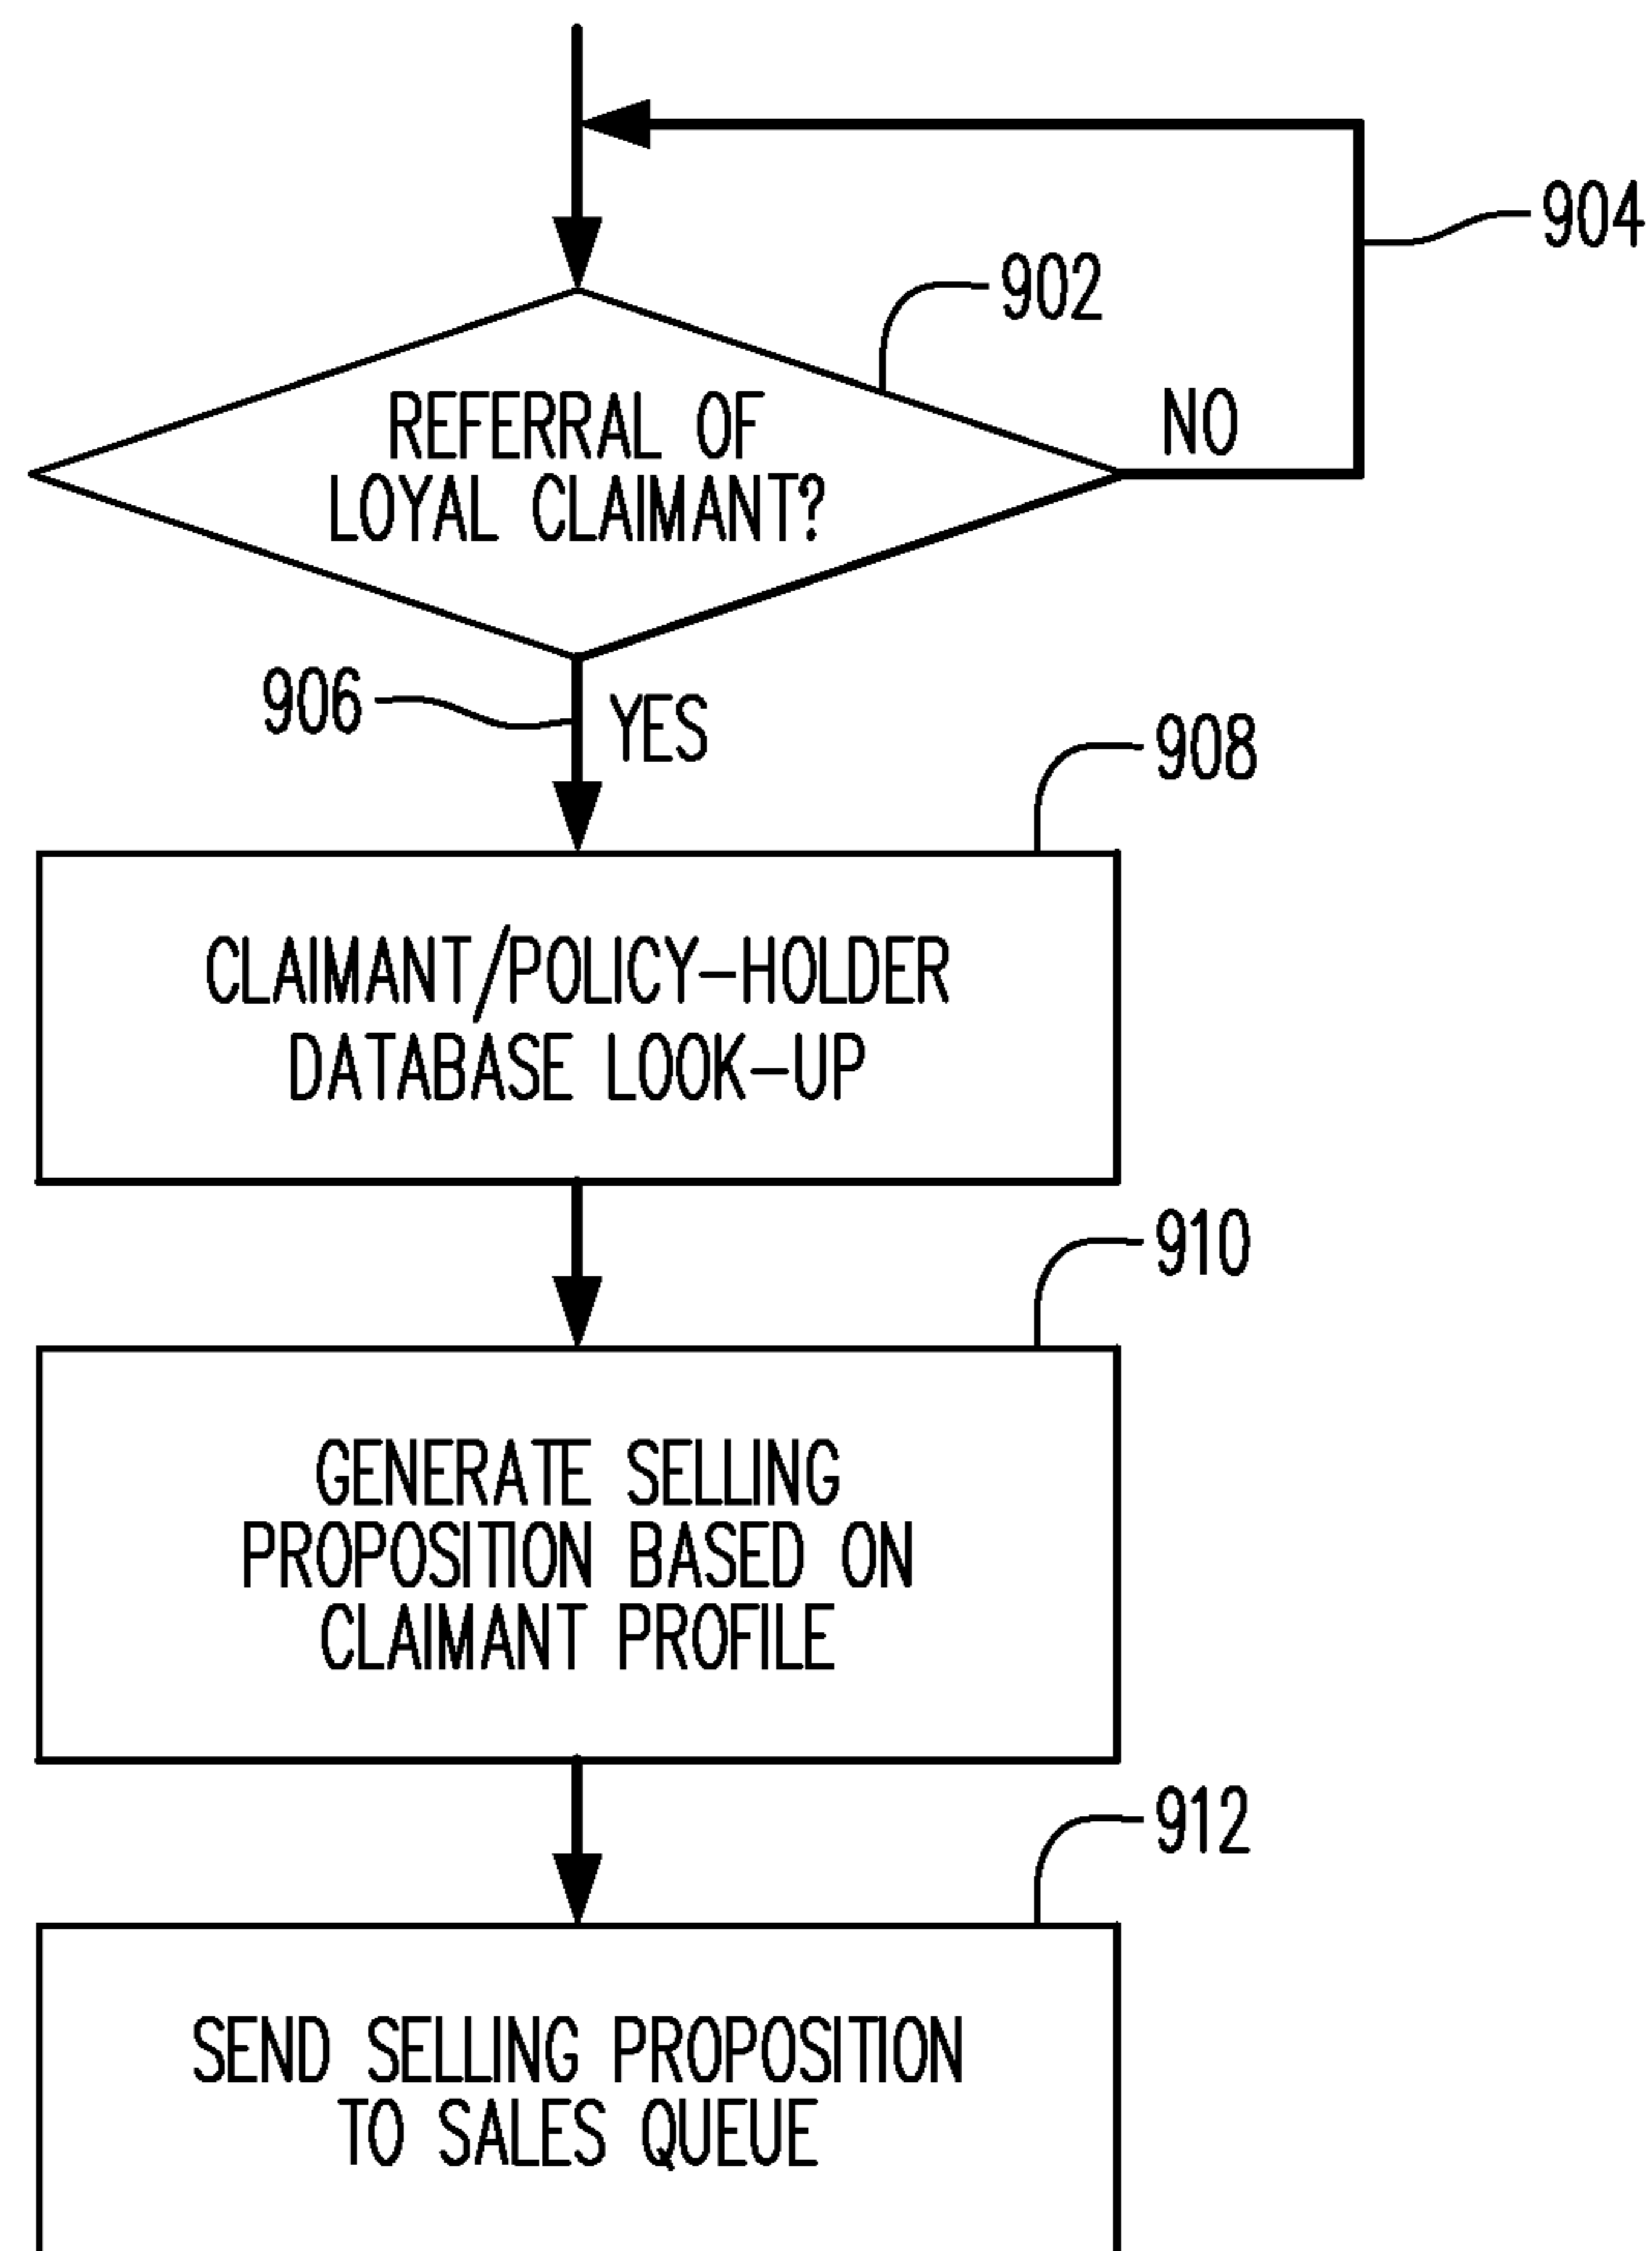 904
902
REFERRAL OF
LOYAL CLAIMANT?
NO
906
YES
908
CLAIMANT/POLICY-HOLDER
DATABASE LOOK-UP
910
GENERATE SELLING
PROPOSITION BASED ON
CLAIMANT PROFILE
912
SEND SELLING PROPOSITION
TO SALES QUEUE